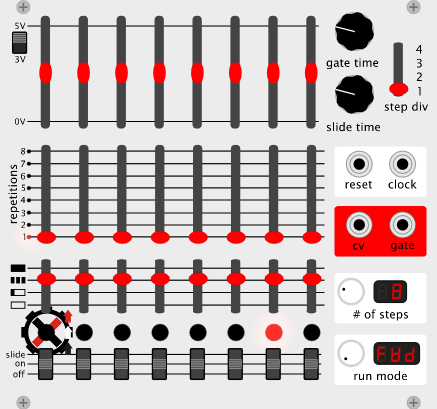 5V
3V
0V
gate time
4
3
2
1
step div
slide time
repetitions
8
7
6
5
4
3
2
1
reset clock
cv gate
8
# of steps
slide
on
off
Fwd
run mode